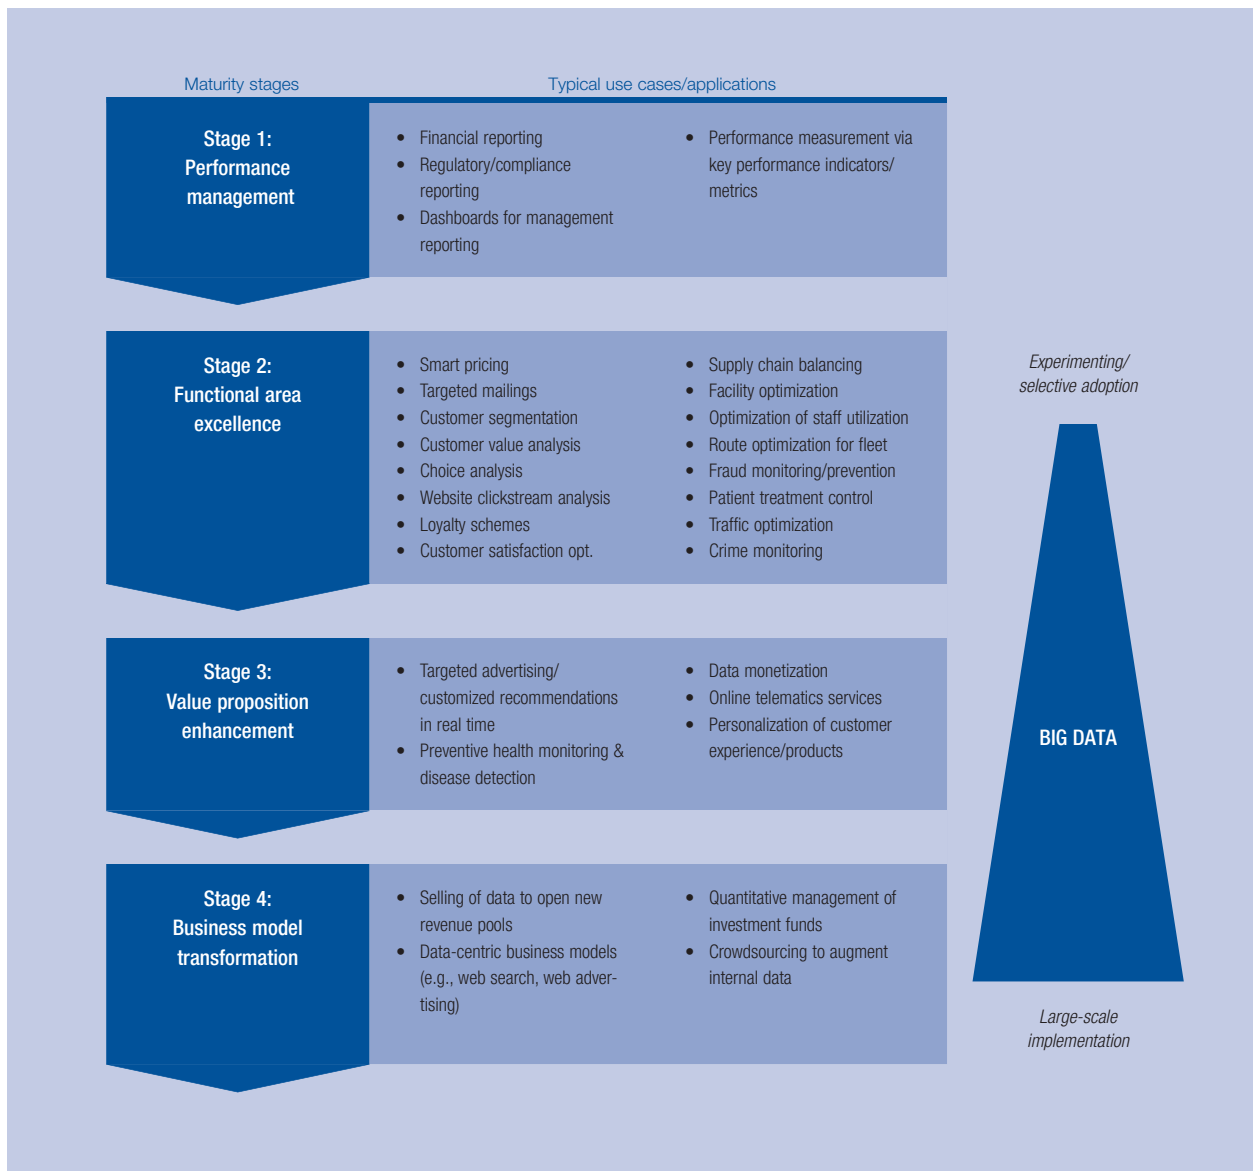 Maturity stages
Typical use cases/applications
Stage 1:
Performance
management
• Financial reporting
• Regulatory/compliance
reporting
• Dashboards for management
reporting
• Performance measurement via
key performance indicators/
metrics
Stage 2:
Functional area
excellence
• Smart pricing
• Targeted mailings
• Customer segmentation
• Customer value analysis
• Choice analysis
• Website clickstream analysis
• Loyalty schemes
• Customer satisfaction opt.
• Supply chain balancing
• Facility optimization
• Optimization of staff utilization
• Route optimization for fleet
• Fraud monitoring/prevention
• Patient treatment control
• Traffic optimization
• Crime monitoring
Stage 3:
Value proposition
enhancement
• Targeted advertising/
customized recommendations
in real time
• Preventive health monitoring &
disease detection
• Data monetization
• Online telematics services
• Personalization of customer
experience/products
Stage 4:
Business model
transformation
• Selling of data to open new
revenue pools
• Data-centric business models
(e.g., web search, web adver-
tising)
• Quantitative management of
investment funds
• Crowdsourcing to augment
internal data
Experimenting/
selective adoption
BIG DATA
Large-scale
implementation